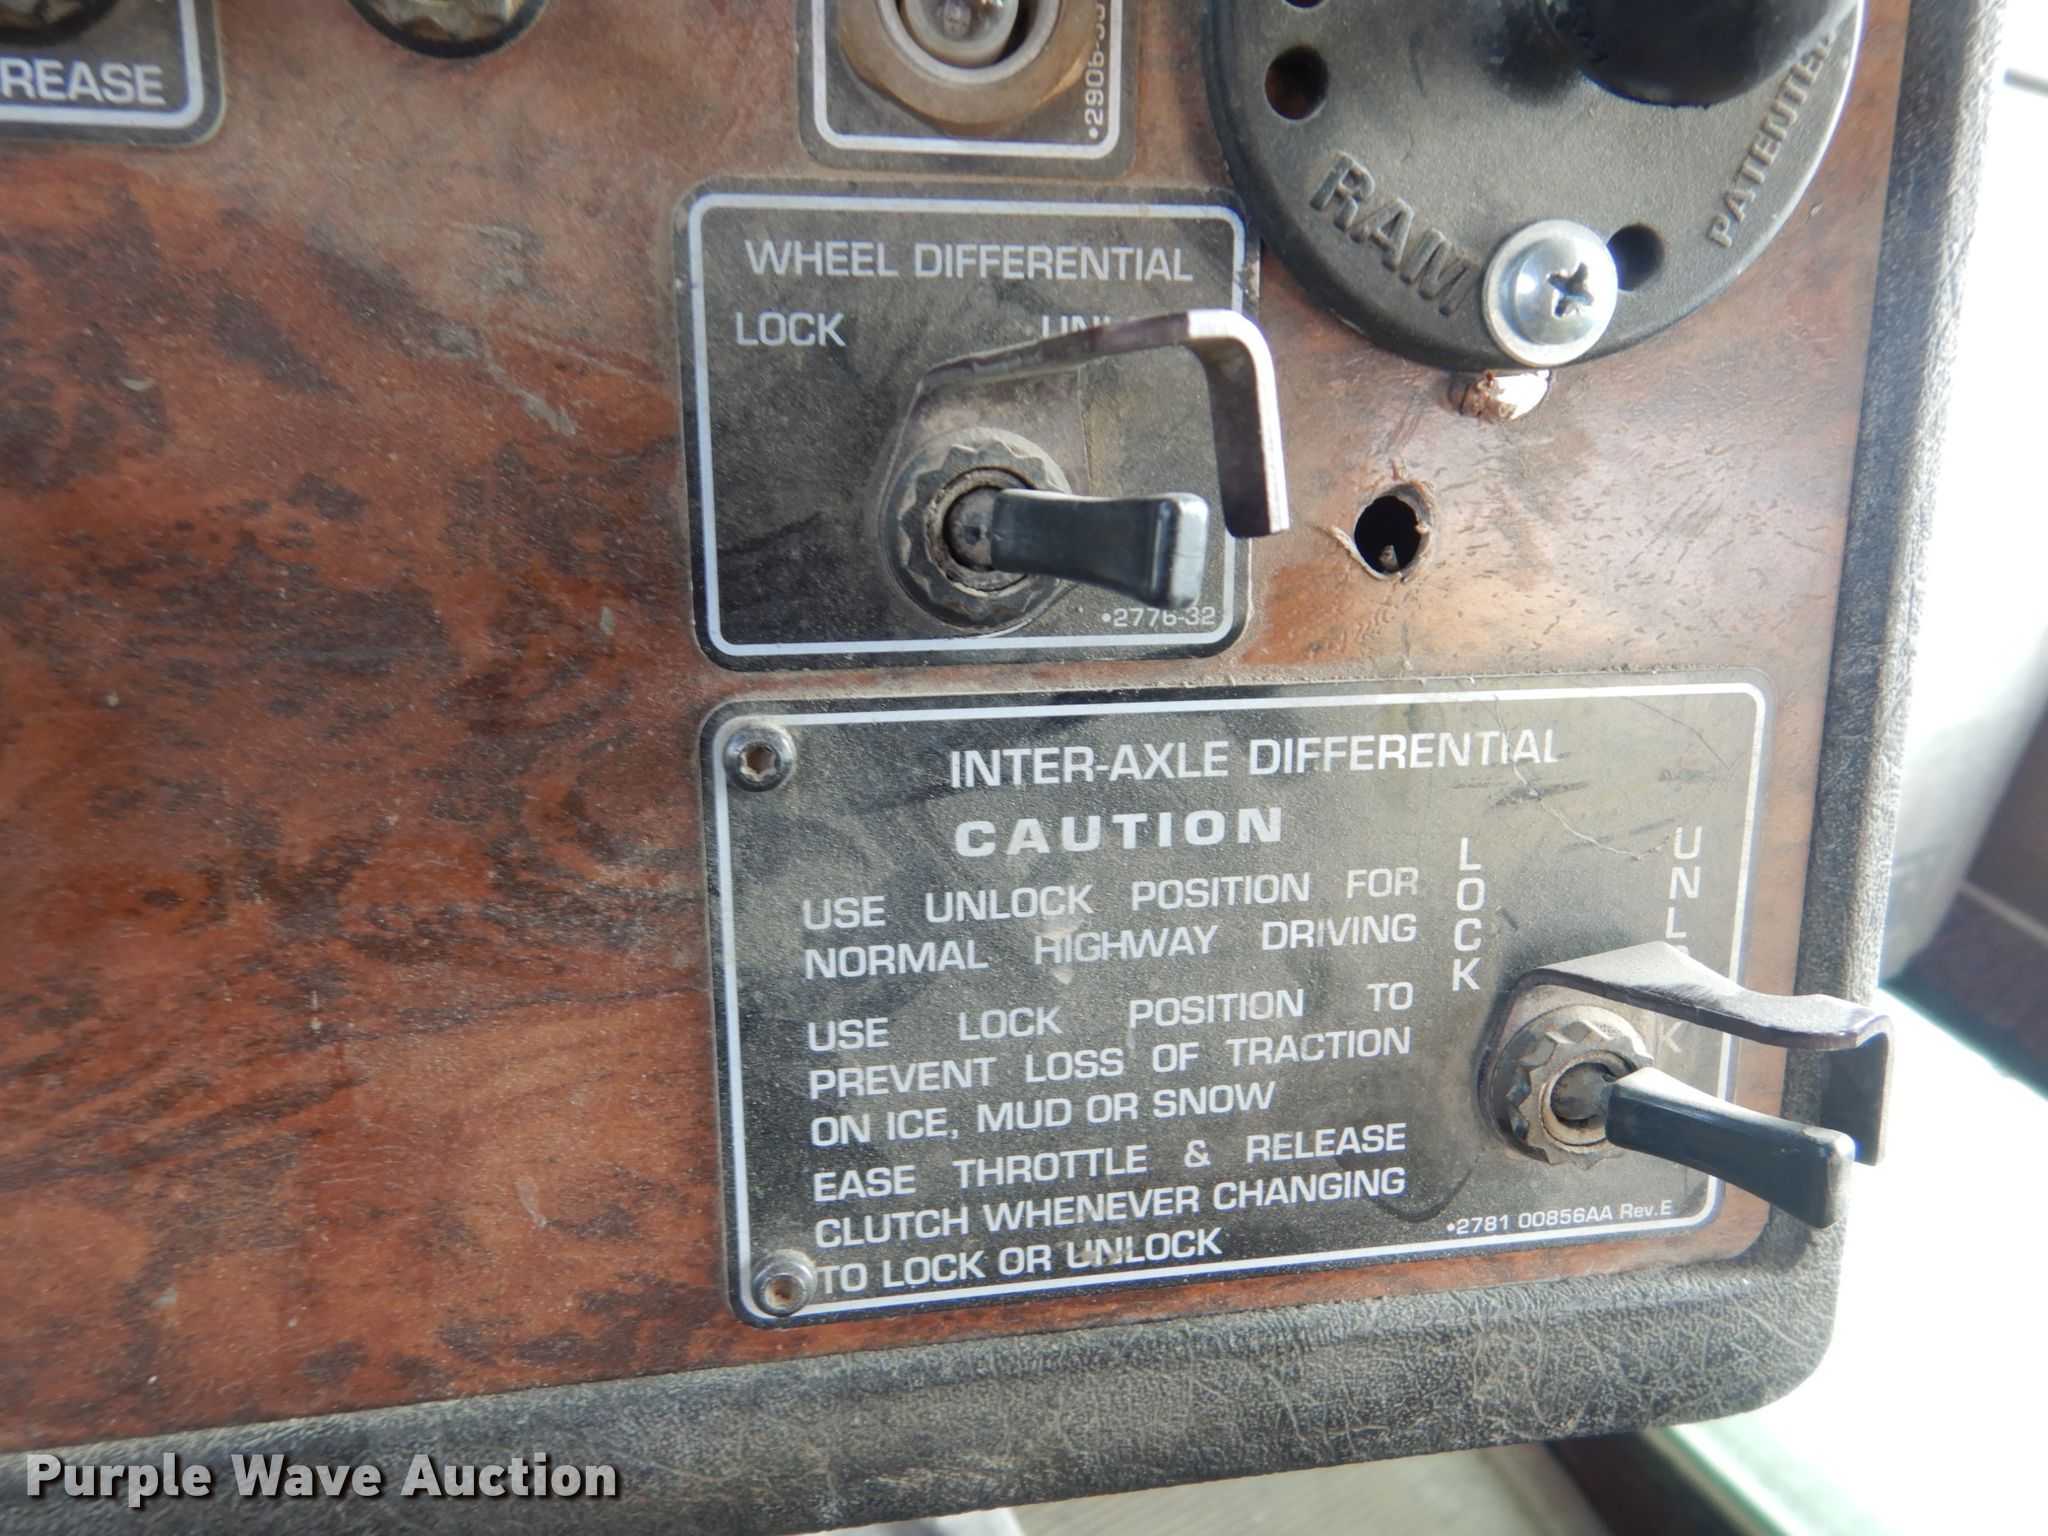 REASE
RAM
WHEEL DIFFERENTIAL
LOCK
•2776-32
INTER-AXLE DIFFERENTIAL
CAUTION
USE UNLOCK POSITION FOR
NORMAL HIGHWAY DRIVING
USE LOCK POSITION TO
PREVENT LOSS OF TRACTION
ON ICE, MUD OR SNOW
EASE THROTTLE & RELEASE
CLUTCH WHENEVER CHANGING
TO LOCK OR UNLOCK
LOCK
•2781 00856AA Rev.E
Purple Wave Auction